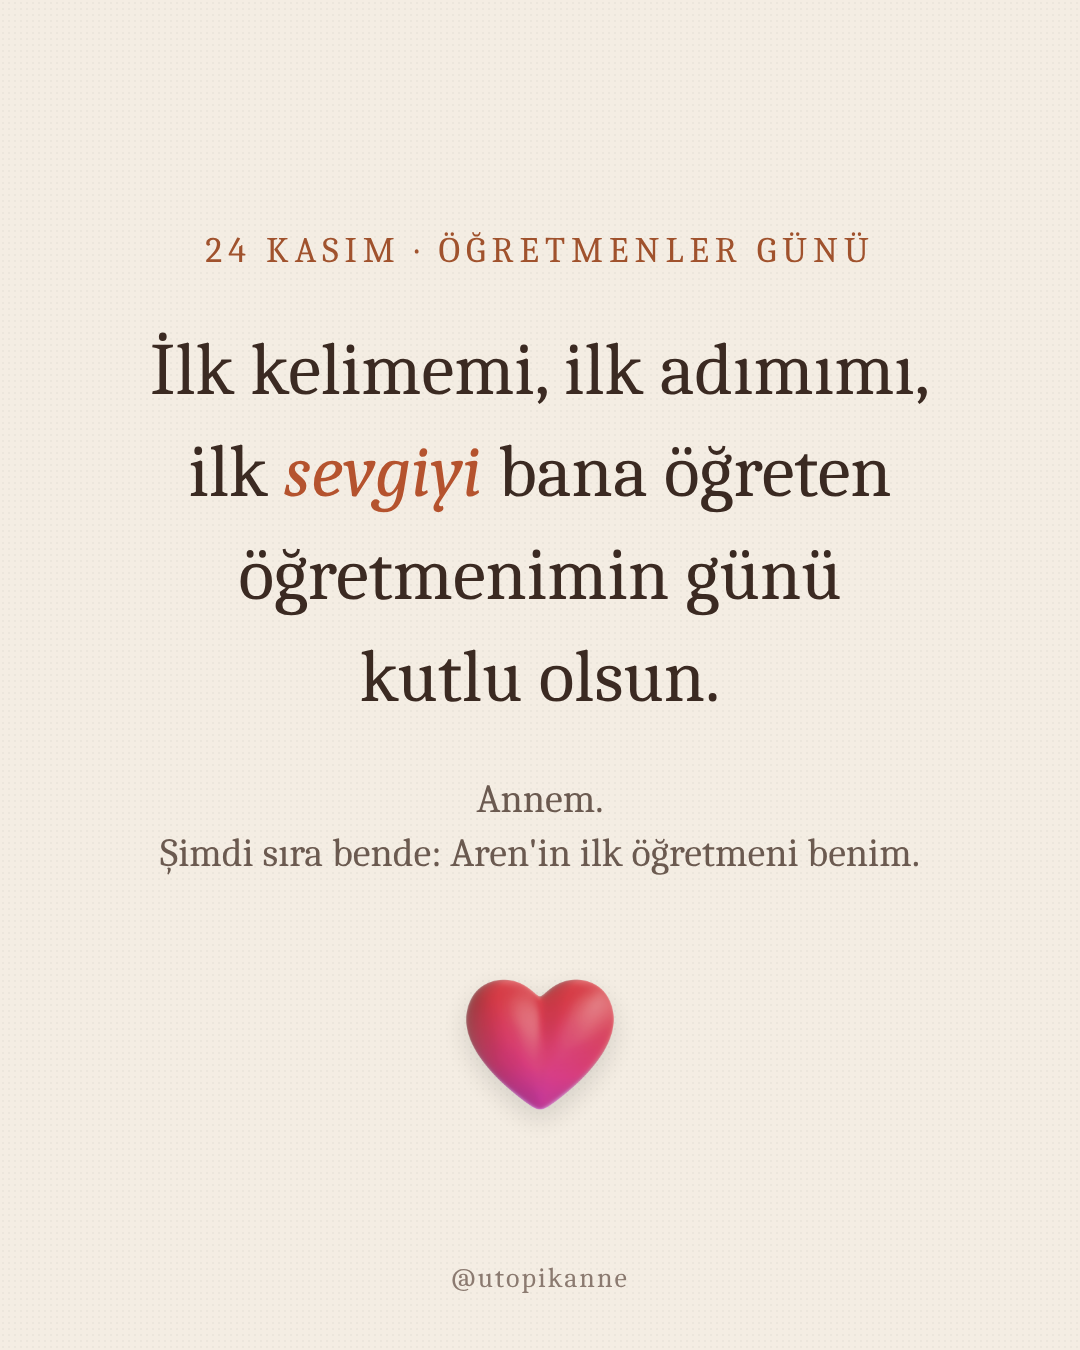 24 KASIM · ÖĞRETMENLER GÜNÜ
İlk kelimemi, ilk adımımı,
ilk sevgiyi bana öğreten
öğretmenimin günü
kutlu olsun.
Annem.
Şimdi sıra bende: Aren'in ilk öğretmeni benim.
@utopikanne